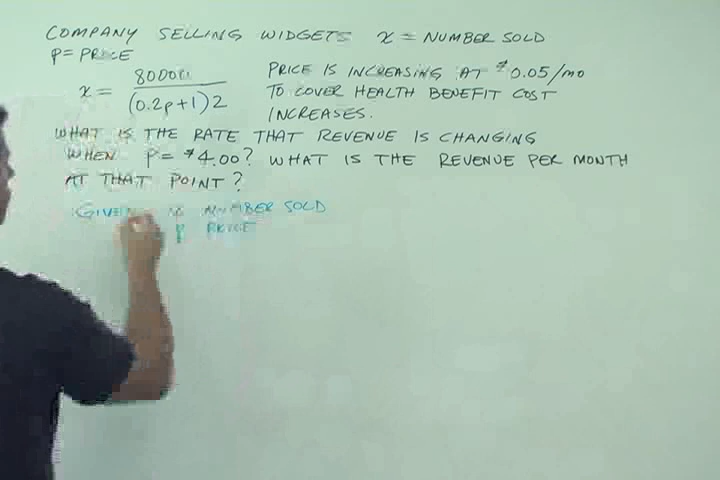 COMPANY SELLING WIDGETS x = NUMBER SOLD
P = PRICE
x = 80000 / (0.2p+1)2
PRICE IS INCREASING AT $0.05/mo
TO COVER HEALTH BENEFIT COST
INCREASES.
WHAT IS THE RATE THAT REVENUE IS CHANGING
WHEN P = $4.00? WHAT IS THE REVENUE PER MONTH
AT THAT POINT?
GIVEN x NUMBER SOLD
P PRICE